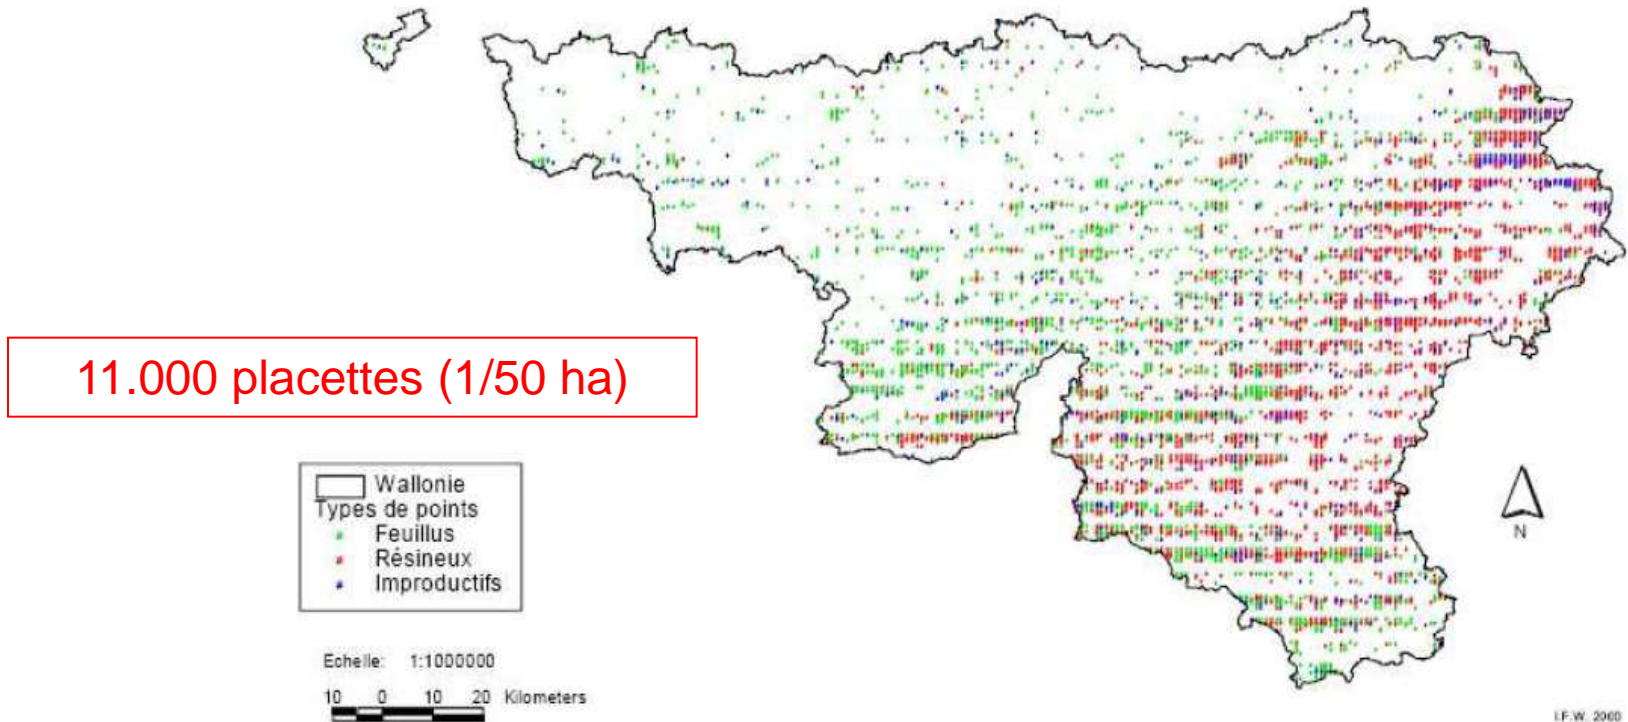 11.000 placettes (1/50 ha)
Wallonie
Types de points
Feuillus
Résineux
Improductifs
Echelle: 1:1000000
10 0 10 20 Kilometers
N
I.F.W. 2000